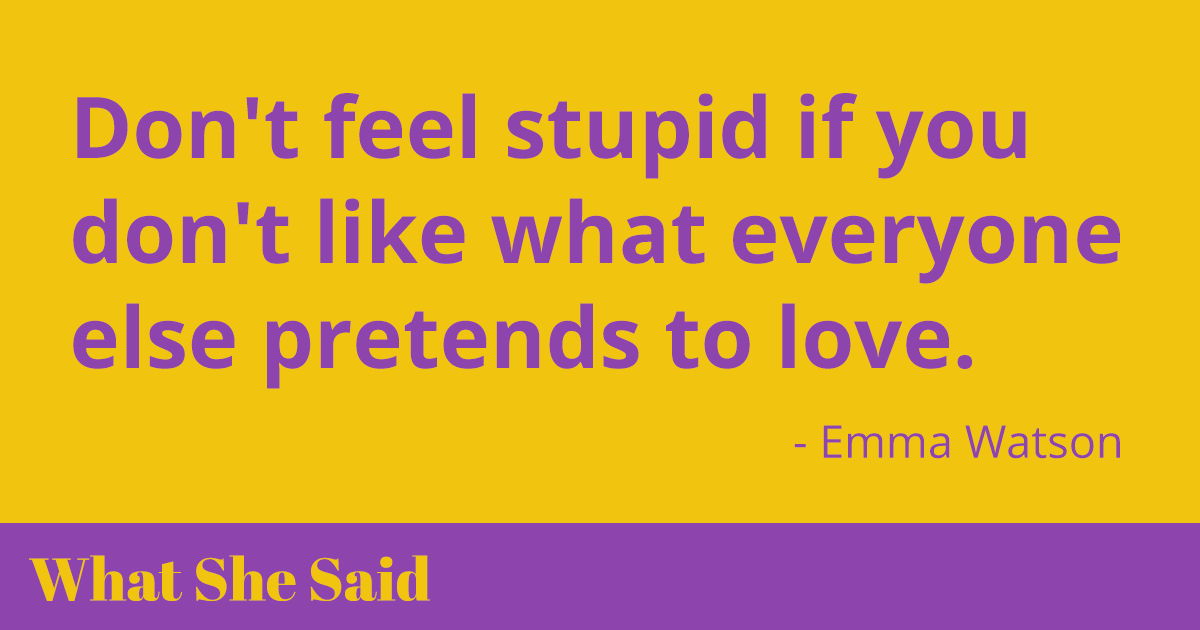 Don't feel stupid if you
don't like what everyone
else pretends to love.
- Emma Watson
What She Said